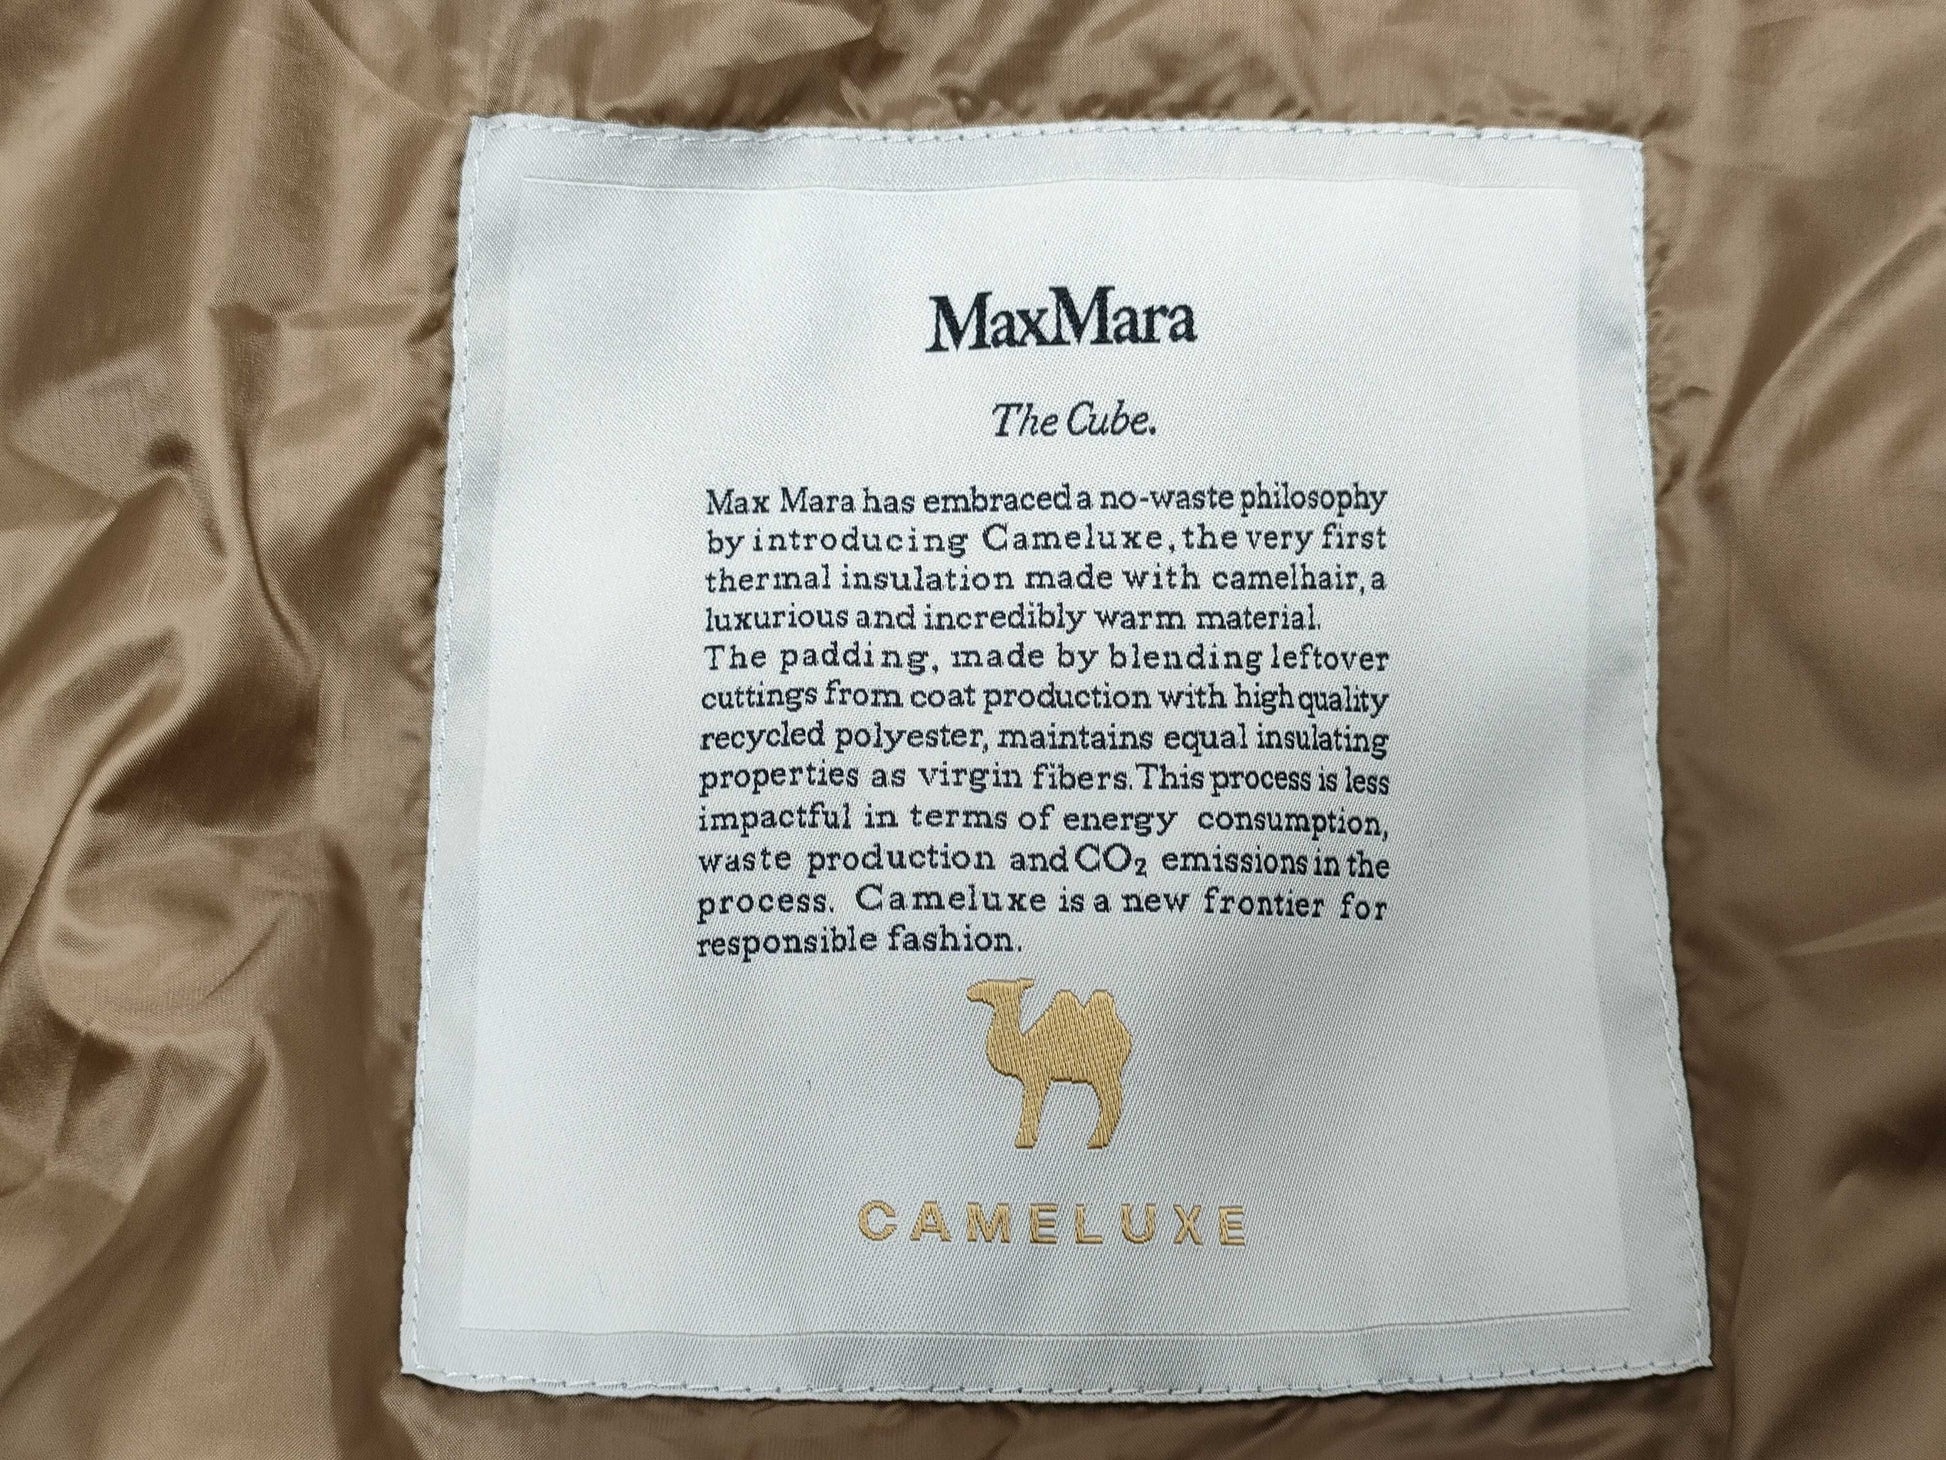 MaxMara
The Cube.
Max Mara has embraced a no-waste philosophy
by introducing Cameluxe, the very first
thermal insulation made with camelhair, a
luxurious and incredibly warm material.
The padding, made by blending leftover
cuttings from coat production with high quality
recycled polyester, maintains equal insulating
properties as virgin fibers. This process is less
impactful in terms of energy consumption,
waste production and CO₂ emissions in the
process. Cameluxe is a new frontier for
responsible fashion.
CAMELUXE